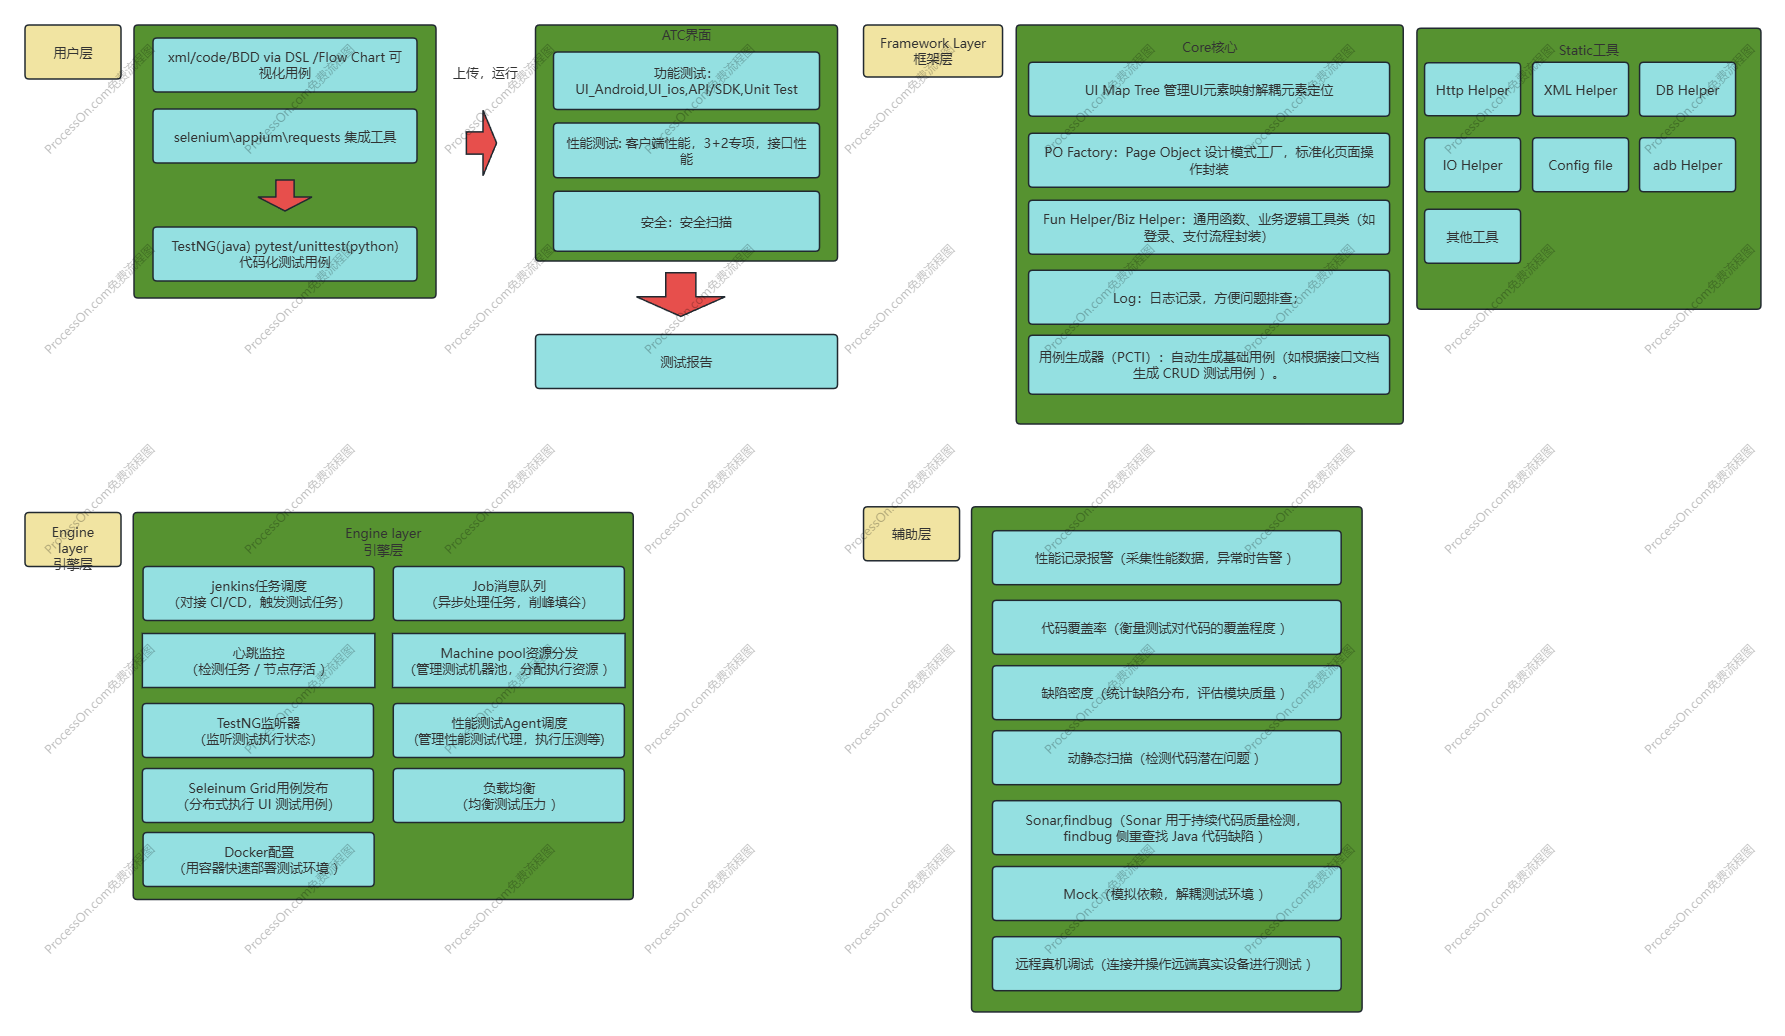 用户层
xml/code/BDD via DSL /Flow Chart 可
视化用例
selenium\appium\requests 集成工具
TestNG(java) pytest/unittest(python)
代码化测试用例
上传，运行
ATC界面
功能测试：
UI_Android,UI_ios,API/SDK,Unit Test
性能测试: 客户端性能，3+2专项，接口性
能
安全：安全扫描
测试报告
Framework Layer
框架层
Core核心
UI Map Tree 管理UI元素映射解耦元素定位
PO Factory：Page Object 设计模式工厂，标准化页面操
作封装
Fun Helper/Biz Helper：通用函数、业务逻辑工具类（如
登录、支付流程封装）
Log：日志记录，方便问题排查；
用例生成器（PCTI）：自动生成基础用例（如根据接口文档
生成 CRUD 测试用例 ）。
Static工具
Http Helper
XML Helper
DB Helper
IO Helper
Config file
adb Helper
其他工具
Engine
layer
引擎层
Engine layer
引擎层
jenkins任务调度
（对接 CI/CD，触发测试任务）
Job消息队列
（异步处理任务，削峰填谷）
心跳监控
（检测任务 / 节点存活 ）
Machine pool资源分发
（管理测试机器池，分配执行资源 ）
TestNG监听器
（监听测试执行状态）
性能测试Agent调度
(管理性能测试代理，执行压测等)
Seleinum Grid用例发布
（分布式执行 UI 测试用例）
负载均衡
（均衡测试压力 ）
Docker配置
（用容器快速部署测试环境 ）
辅助层
性能记录报警（采集性能数据，异常时告警 ）
代码覆盖率（衡量测试对代码的覆盖程度 ）
缺陷密度（统计缺陷分布，评估模块质量 ）
动静态扫描（检测代码潜在问题 ）
Sonar,findbug（Sonar 用于持续代码质量检测，
findbug 侧重查找 Java 代码缺陷 ）
Mock（模拟依赖，解耦测试环境 ）
远程真机调试（连接并操作远端真实设备进行测试 ）
ProcessOn.com免费流程图